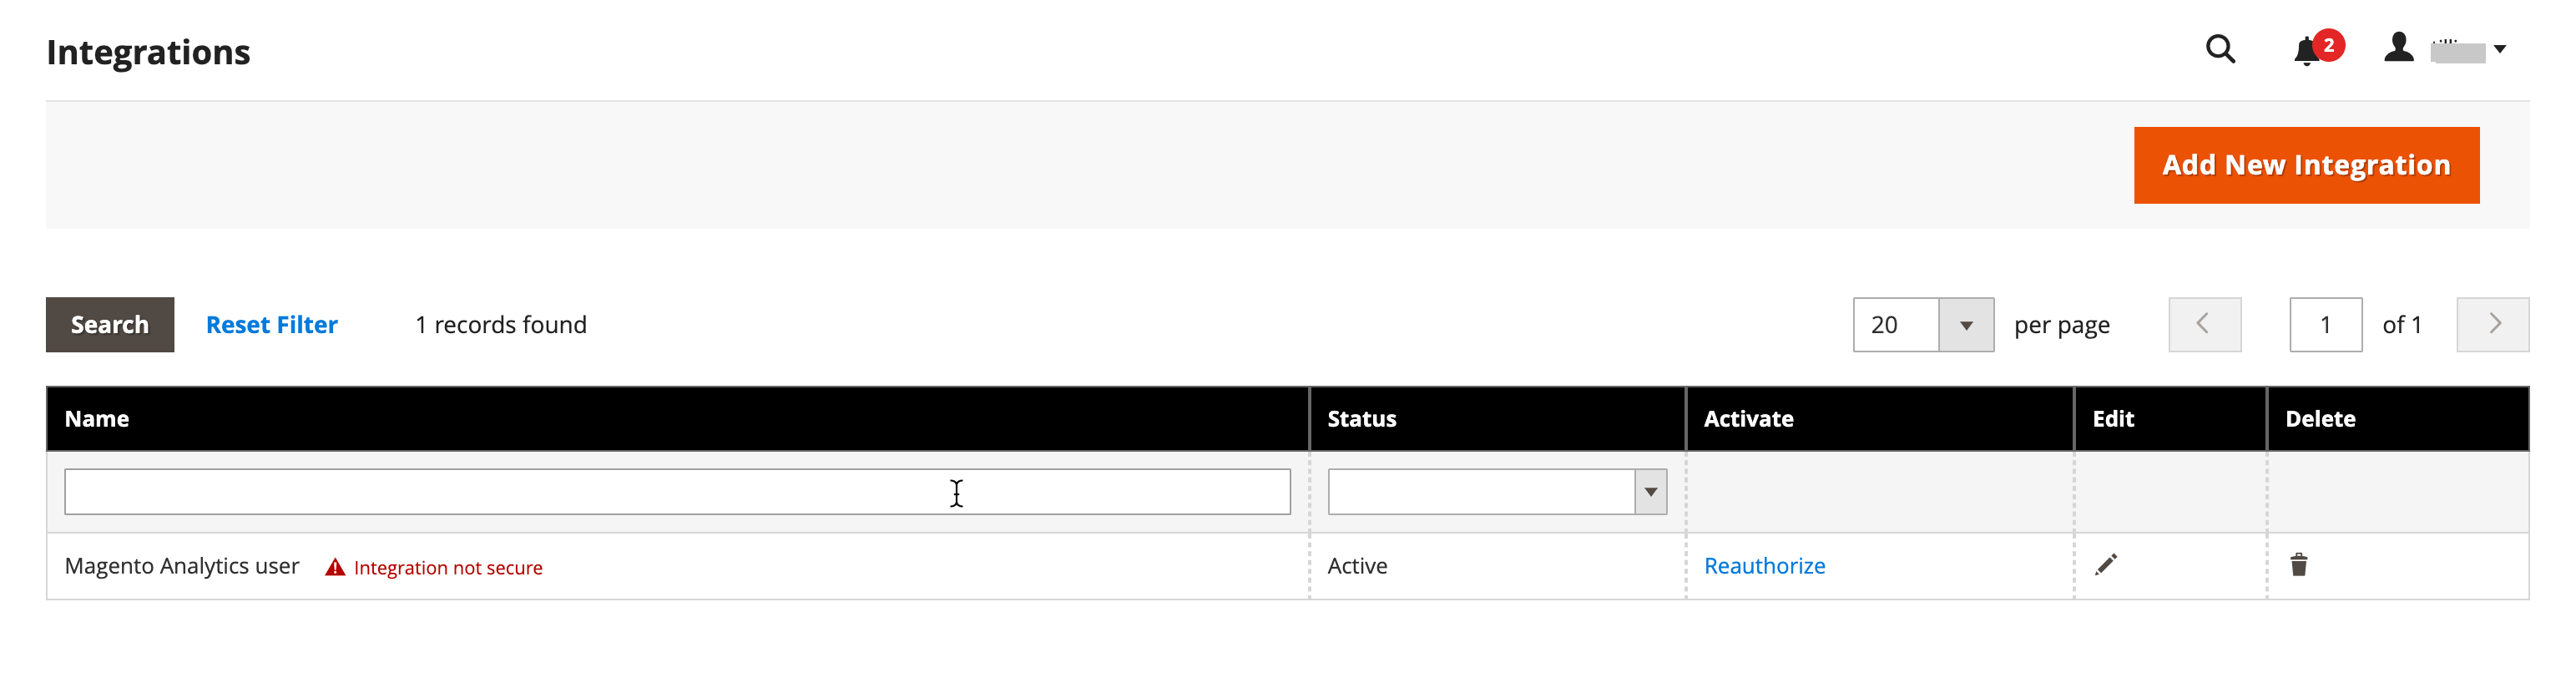 Integrations
2
Add New Integration
Search Reset Filter 1 records found 20 per page 1 of 1
Name Status Activate Edit Delete
Magento Analytics user Integration not secure Active Reauthorize